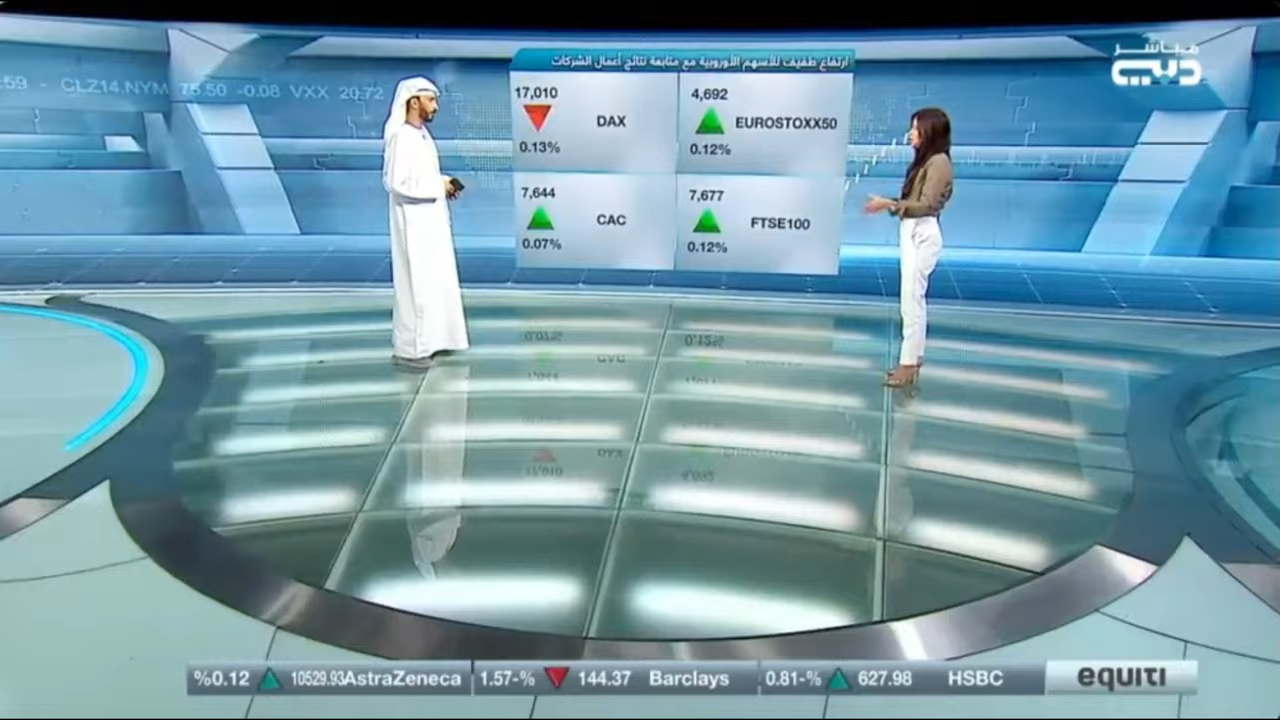 مباشر
دبي
ارتفاع طفيف للأسهم الأوروبية مع متابعة نتائج أعمال الشركات
.59 - CLZ14.NYM 75.50 -0.08 VXX 20.72
17,010
DAX
0.13%
4,692
EUROSTOXX50
0.12%
7,644
CAC
0.07%
7,677
FTSE100
0.12%
%0.12 10529.93 AstraZeneca 1.57-% 144.37 Barclays 0.81-% 627.98 HSBC equiti